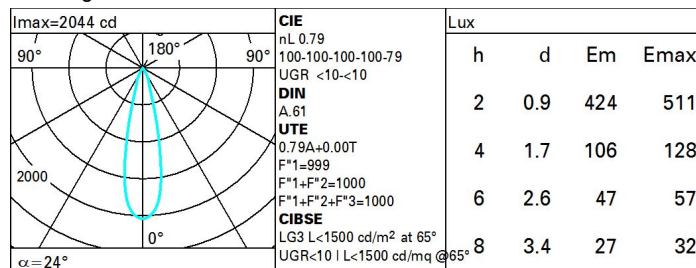 Imax=2044 cd
90°
180°
90°
2000
0°
α=24°
CIE
nL 0.79
100-100-100-100-79
UGR <10-<10
DIN
A.61
UTE
0.79A+0.00T
F"1=999
F"1+F"2=1000
F"1+F"2+F"3=1000
CIBSE
LG3 L<1500 cd/m² at 65°
UGR<10 | L<1500 cd/mq @65°
Lux
h d Em Emax
2 0.9 424 511
4 1.7 106 128
6 2.6 47 57
8 3.4 27 32